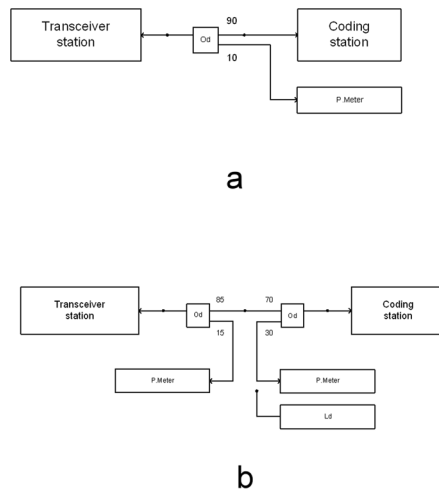 Transceiver
station
90
Od
10
Coding
station
P.Meter
a
Transceiver
station
85
Od
15
70
Od
30
Coding
station
P.Meter
P.Meter
Ld
b